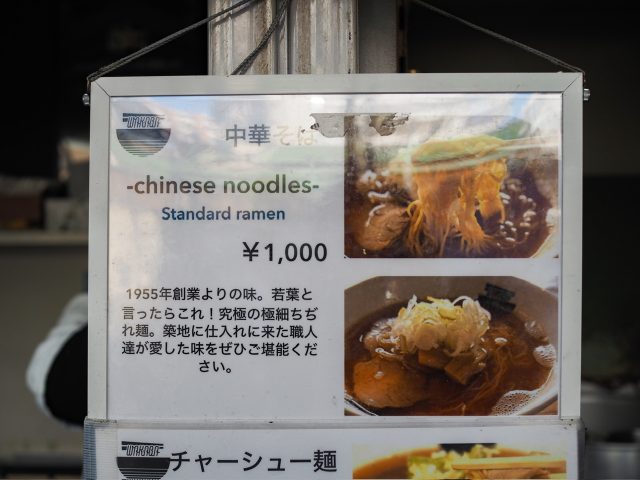 WAKABA
中華そば
-chinese noodles-
Standard ramen
￥1,000
1955年創業よりの味。若葉と
言ったらこれ！究極の極細ちぢ
れ麺。築地に仕入れに来た職人
達が愛した味をぜひご堪能くだ
さい。
WAKABA
チャーシュー麺